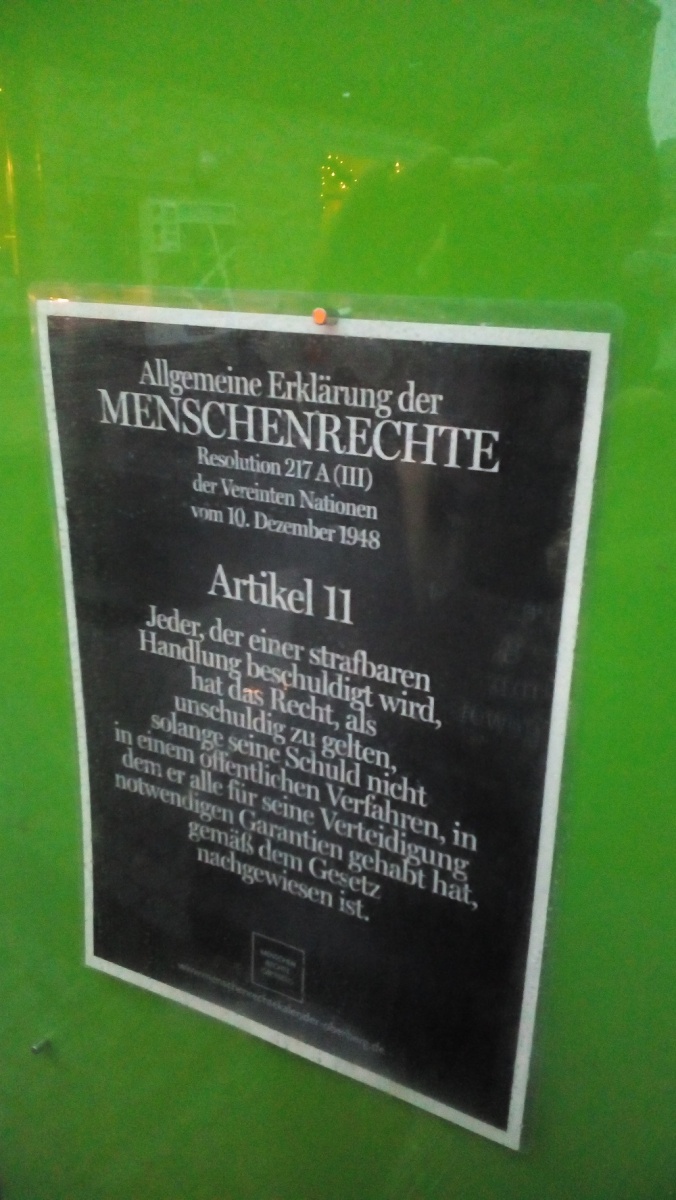 Allgemeine Erklärung der
MENSCHENRECHTE
Resolution 217 A (III)
der Vereinten Nationen
vom 10. Dezember 1948
Artikel 11
Jeder, der einer strafbaren
Handlung beschuldigt wird,
hat das Recht, als
unschuldig zu gelten,
solange seine Schuld nicht
in einem öffentlichen Verfahren, in
dem er alle für seine Verteidigung
notwendigen Garantien gehabt hat,
gemäß dem Gesetz
nachgewiesen ist.